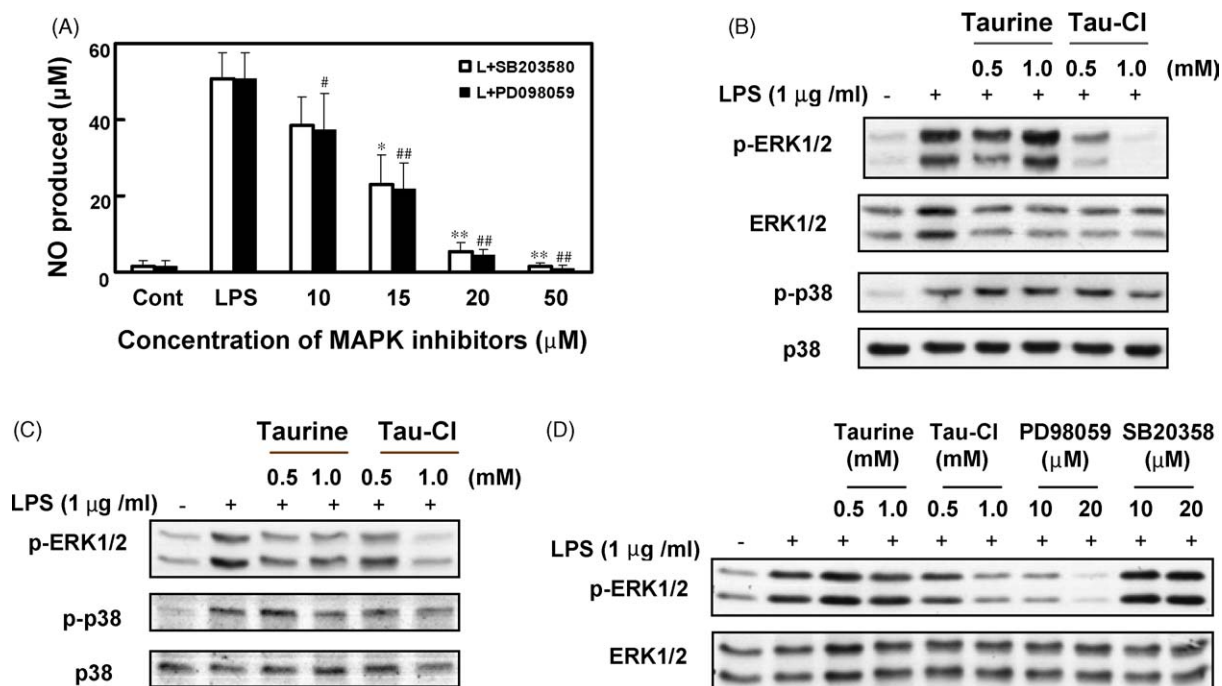 (A)
60
40
20
0
NO produced (μM)
L+SB203580
L+PD098059
#
* ##
** ##
** ##
Cont LPS 10 15 20 50
Concentration of MAPK inhibitors (μM)
(B)
Taurine Tau-Cl
0.5 1.0 0.5 1.0 (mM)
LPS (1 μg /ml) - + + + + +
p-ERK1/2
ERK1/2
p-p38
p38
(C)
Taurine Tau-Cl
0.5 1.0 0.5 1.0 (mM)
LPS (1 μg /ml) - + + + + +
p-ERK1/2
p-p38
p38
(D)
Taurine Tau-Cl PD98059 SB20358
(mM) (mM) (μM) (μM)
0.5 1.0 0.5 1.0 10 20 10 20
LPS (1 μg /ml) - + + + + + + + + +
p-ERK1/2
ERK1/2